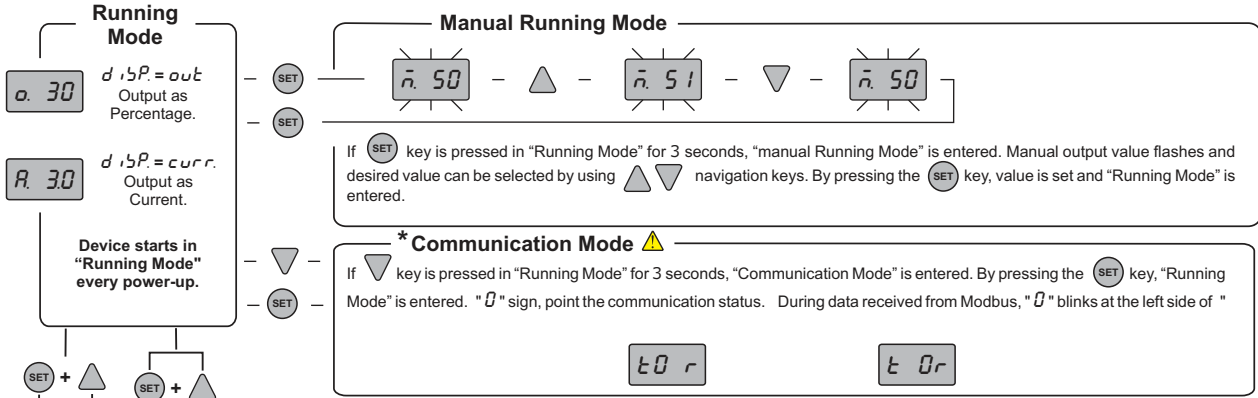 Running
Mode
o. 30
d ıSP. = out
Output as
Percentage.
A. 3.0
d ıSP. = curr.
Output as
Current.
Device starts in
“Running Mode"
every power-up.
SET
SET
SET
SET + 
SET + 
Manual Running Mode
n̄. 50 - - n̄. 51 - - n̄. 50
If SET key is pressed in “Running Mode” for 3 seconds, “manual Running Mode” is entered. Manual output value flashes and
desired value can be selected by using navigation keys. By pressing the SET key, value is set and “Running Mode” is
entered.
*Communication Mode
If key is pressed in “Running Mode” for 3 seconds, “Communication Mode” is entered. By pressing the SET key, “Running
Mode” is entered. " 0 " sign, point the communication status. During data received from Modbus, " 0 " blinks at the left side of "
t0 r
t 0r